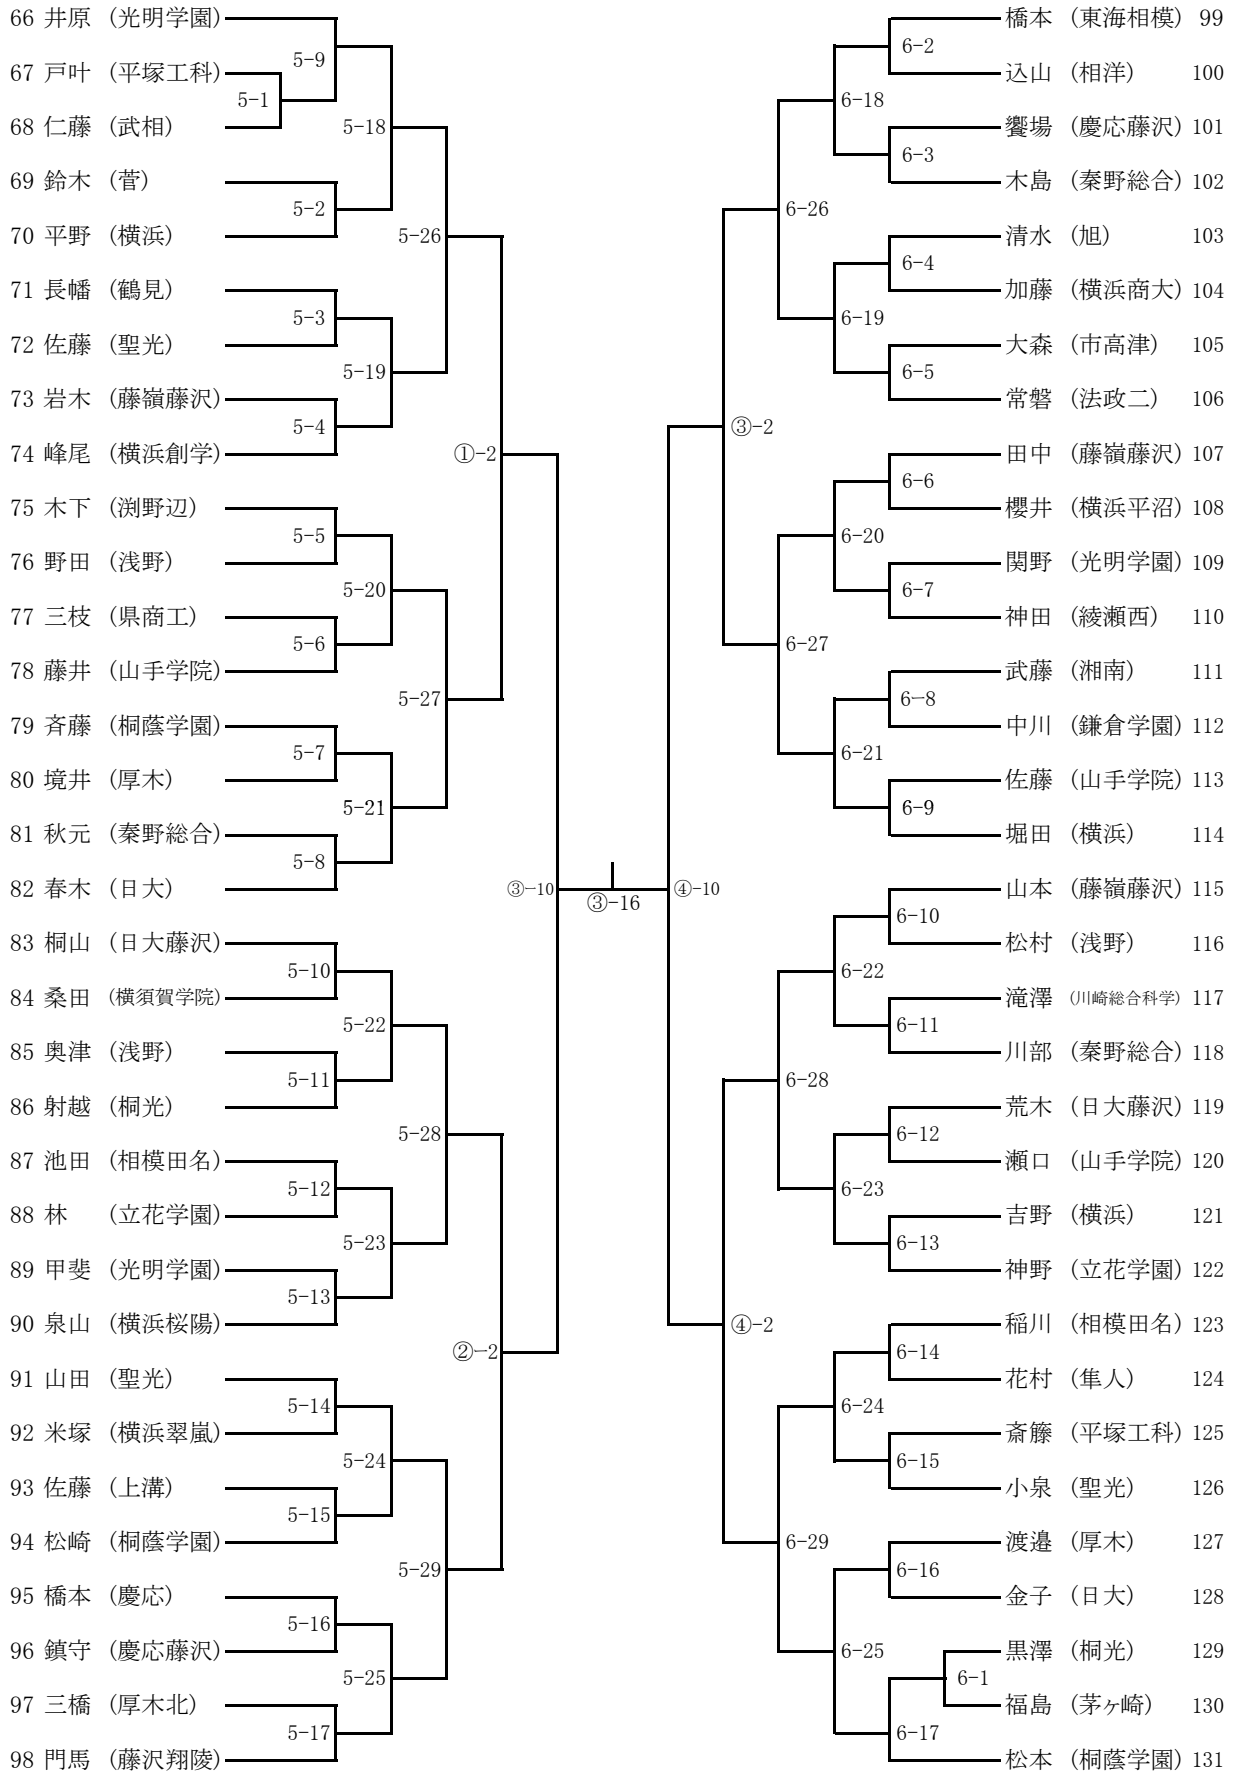 66 井原 (光明学園)
5-9
67 戸叶 (平塚工科)
5-1
68 仁藤 (武相)
5-18
69 鈴木 (菅)
5-2
70 平野 (横浜)
5-26
71 長幡 (鶴見)
5-3
72 佐藤 (聖光)
5-19
73 岩木 (藤嶺藤沢)
5-4
74 峰尾 (横浜創学)
①-2
75 木下 (渕野辺)
5-5
76 野田 (浅野)
5-20
77 三枝 (県商工)
5-6
78 藤井 (山手学院)
5-27
79 斉藤 (桐蔭学園)
5-7
80 境井 (厚木)
5-21
81 秋元 (秦野総合)
5-8
82 春木 (日大)
③-10
83 桐山 (日大藤沢)
5-10
84 桑田 (横須賀学院)
5-22
85 奥津 (浅野)
5-11
86 射越 (桐光)
5-28
87 池田 (相模田名)
5-12
88 林 (立花学園)
5-23
89 甲斐 (光明学園)
5-13
90 泉山 (横浜桜陽)
②-2
91 山田 (聖光)
5-14
92 米塚 (横浜翠嵐)
5-24
93 佐藤 (上溝)
5-15
94 松崎 (桐蔭学園)
5-29
95 橋本 (慶応)
5-16
96 鎮守 (慶応藤沢)
5-25
97 三橋 (厚木北)
5-17
98 門馬 (藤沢翔陵)
③-16
橋本 (東海相模) 99
6-2
込山 (相洋) 100
6-18
饗場 (慶応藤沢) 101
6-3
木島 (秦野総合) 102
6-26
清水 (旭) 103
6-4
加藤 (横浜商大) 104
6-19
大森 (市高津) 105
6-5
常磐 (法政二) 106
③-2
田中 (藤嶺藤沢) 107
6-6
櫻井 (横浜平沼) 108
6-20
関野 (光明学園) 109
6-7
神田 (綾瀬西) 110
6-27
武藤 (湘南) 111
6-8
中川 (鎌倉学園) 112
6-21
佐藤 (山手学院) 113
6-9
堀田 (横浜) 114
④-10
山本 (藤嶺藤沢) 115
6-10
松村 (浅野) 116
6-22
滝澤 (川崎総合科学) 117
6-11
川部 (秦野総合) 118
6-28
荒木 (日大藤沢) 119
6-12
瀬口 (山手学院) 120
6-23
吉野 (横浜) 121
6-13
神野 (立花学園) 122
④-2
稲川 (相模田名) 123
6-14
花村 (隼人) 124
6-24
斎籐 (平塚工科) 125
6-15
小泉 (聖光) 126
6-29
渡邉 (厚木) 127
6-16
金子 (日大) 128
6-25
黒澤 (桐光) 129
6-1
福島 (茅ヶ崎) 130
6-17
松本 (桐蔭学園) 131